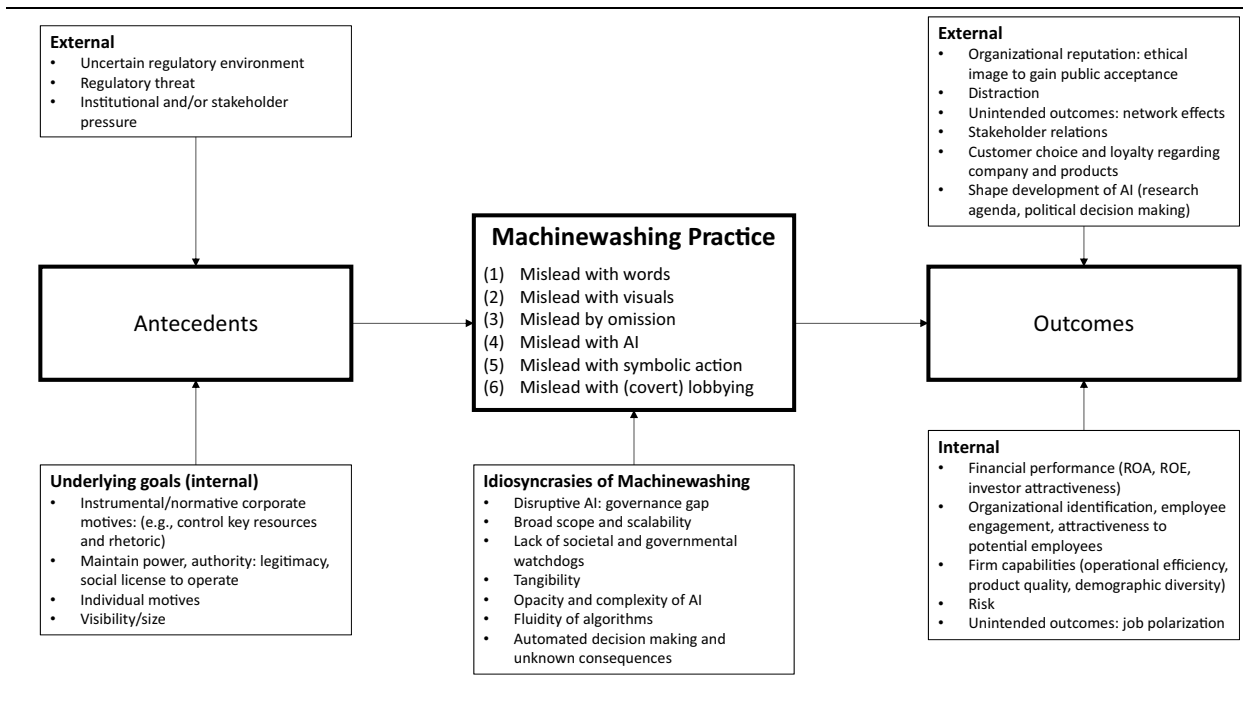 External
• Uncertain regulatory environment
• Regulatory threat
• Institutional and/or stakeholder
pressure
Antecedents
Underlying goals (internal)
• Instrumental/normative corporate
motives: (e.g., control key resources
and rhetoric)
• Maintain power, authority: legitimacy,
social license to operate
• Individual motives
• Visibility/size
Machinewashing Practice
(1) Mislead with words
(2) Mislead with visuals
(3) Mislead by omission
(4) Mislead with AI
(5) Mislead with symbolic action
(6) Mislead with (covert) lobbying
Idiosyncrasies of Machinewashing
• Disruptive AI: governance gap
• Broad scope and scalability
• Lack of societal and governmental
watchdogs
• Tangibility
• Opacity and complexity of AI
• Fluidity of algorithms
• Automated decision making and
unknown consequences
External
• Organizational reputation: ethical
image to gain public acceptance
• Distraction
• Unintended outcomes: network effects
• Stakeholder relations
• Customer choice and loyalty regarding
company and products
• Shape development of AI (research
agenda, political decision making)
Outcomes
Internal
• Financial performance (ROA, ROE,
investor attractiveness)
• Organizational identification, employee
engagement, attractiveness to
potential employees
• Firm capabilities (operational efficiency,
product quality, demographic diversity)
• Risk
• Unintended outcomes: job polarization